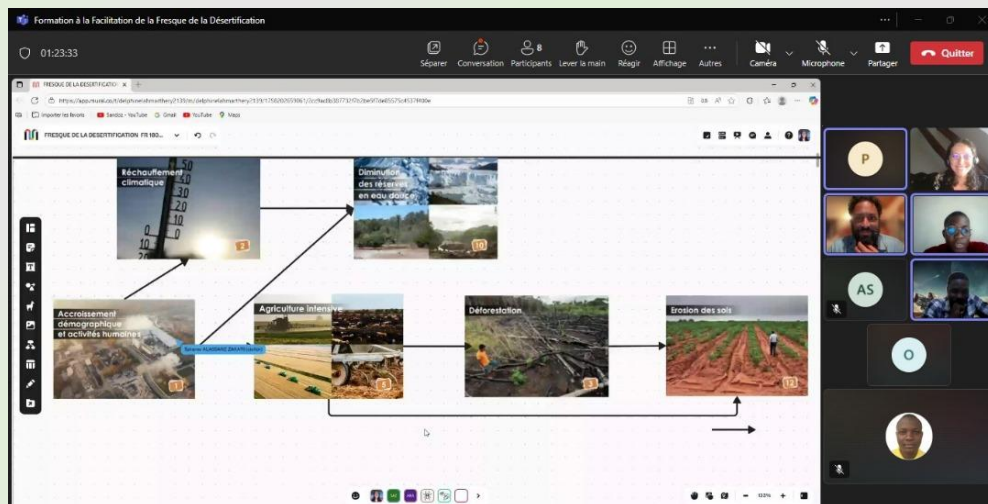 Formation à la Facilitation de la Fresque de la Désertification
01:23:33
Séparer
Conversation
8
Participants
Lever la main
Réagir
Affichage
Autres
Caméra
Microphone
Partager
Quitter
FRESQUE DE LA DESERTIFICATION
Importer les favoris
YouTube
Gmail
YouTube
Maps
FRESQUE DE LA DESERTIFICATION FR 180...
Réchauffement
climatique
2
Diminution
des réserves
en eau douce
10
Accroissement
démographique
et activités humaines
1
Agriculture intensive
5
Déforestation
3
Erosion des sols
12
P
AS
O